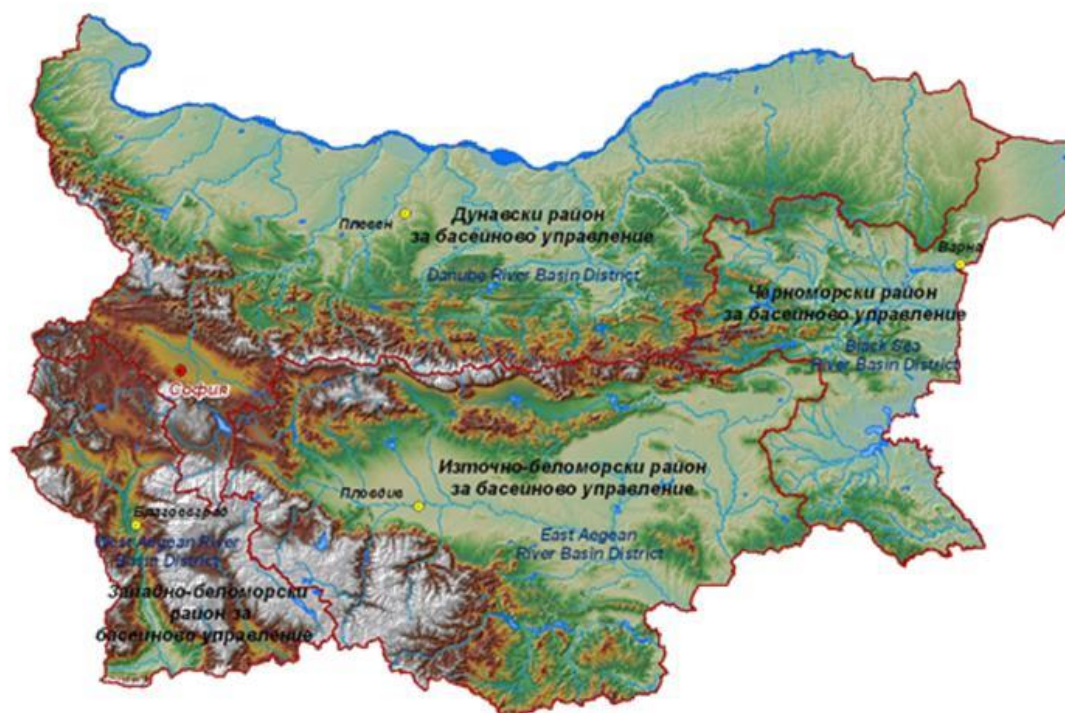 Плевен
Дунавски район
за басейново управление
Danube River Basin District
Варна
Черноморски район
за басейново управление
Black Sea
River Basin District
София
Източно-беломорски район
за басейново управление
Пловдив
East Aegean
River Basin District
Благоевград
West Aegean River
Basin District
Западно-беломорски
район за
басейново управление